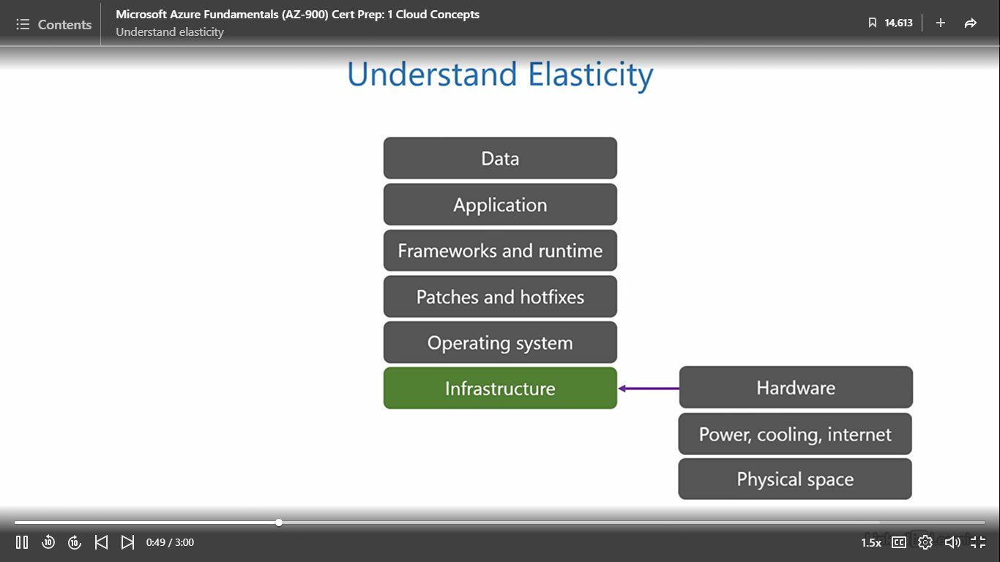 Contents
Microsoft Azure Fundamentals (AZ-900) Cert Prep: 1 Cloud Concepts
Understand elasticity
14,613
Understand Elasticity
Data
Application
Frameworks and runtime
Patches and hotfixes
Operating system
Infrastructure
Hardware
Power, cooling, internet
Physical space
10
10
0:49 / 3:00
1.5x
CC